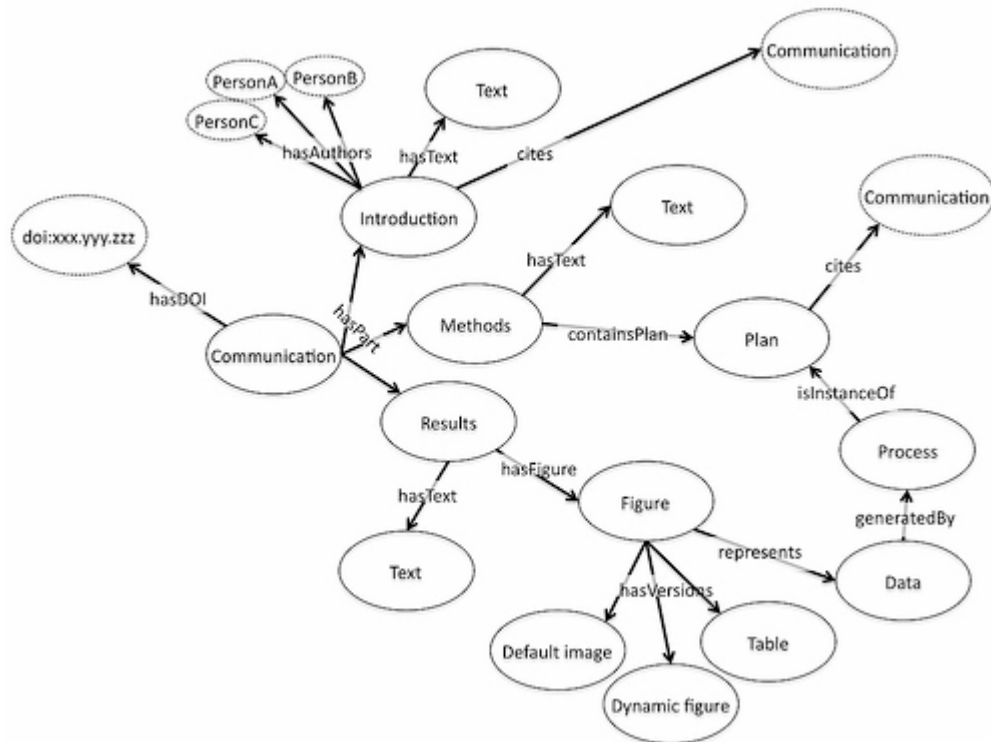 Communication
PersonA
PersonB
PersonC
Text
hasAuthors
hasText
cites
Introduction
Communication
Text
doi:xxx.yyy.zzz
hasText
cites
hasDOI
hasPart
Methods
containsPlan
Plan
Communication
isInstanceOf
Results
Process
hasFigure
hasText
Figure
generatedBy
represents
Text
Data
hasVersions
Default image
Table
Dynamic figure